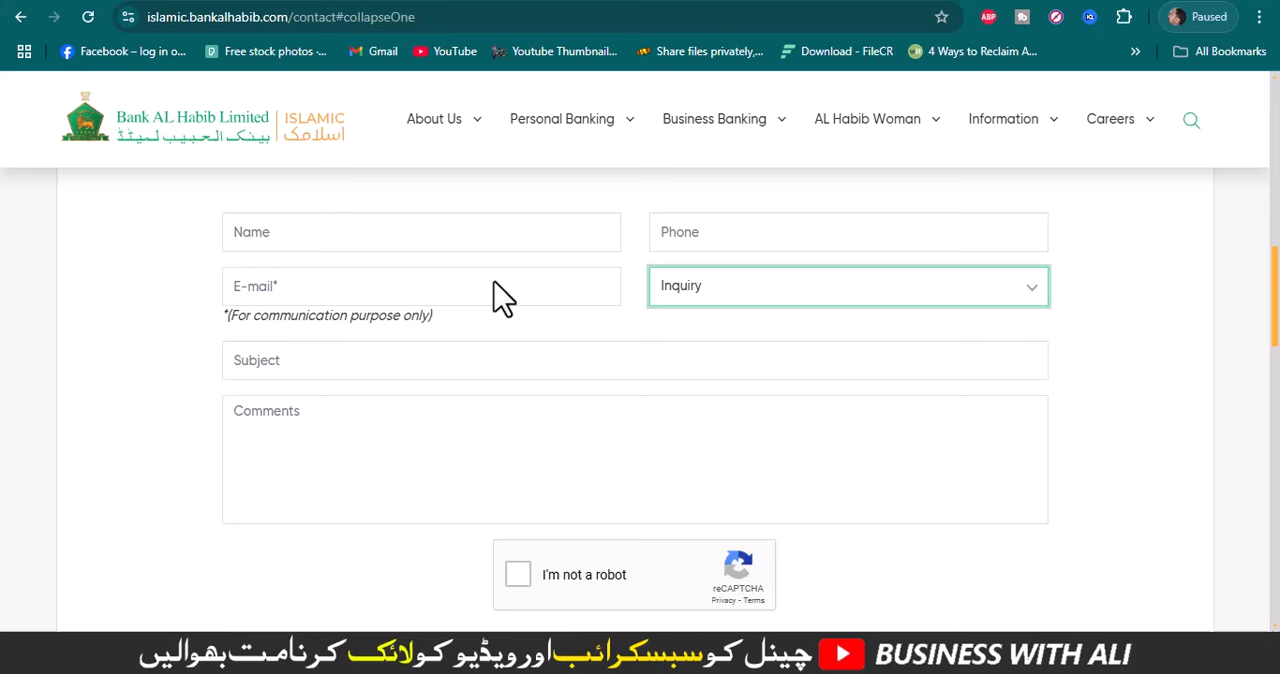 islamic.bankalhabib.com/contact#collapseOne
Paused
Facebook – log in o...
Free stock photos -...
Gmail
YouTube
Youtube Thumbnail...
Share files privately,...
Download - FileCR
4 Ways to Reclaim A...
All Bookmarks
Bank AL Habib Limited
ISLAMIC
بینک الحبیب لمیٹڈ
اسلامک
About Us
Personal Banking
Business Banking
AL Habib Woman
Information
Careers
Name
Phone
E-mail*
Inquiry
*(For communication purpose only)
Subject
Comments
I'm not a robot
reCAPTCHA
Privacy - Terms
چینل کو سبسکرائب اور ویڈیو کو لائک کرنا مت بھولیں
BUSINESS WITH ALI